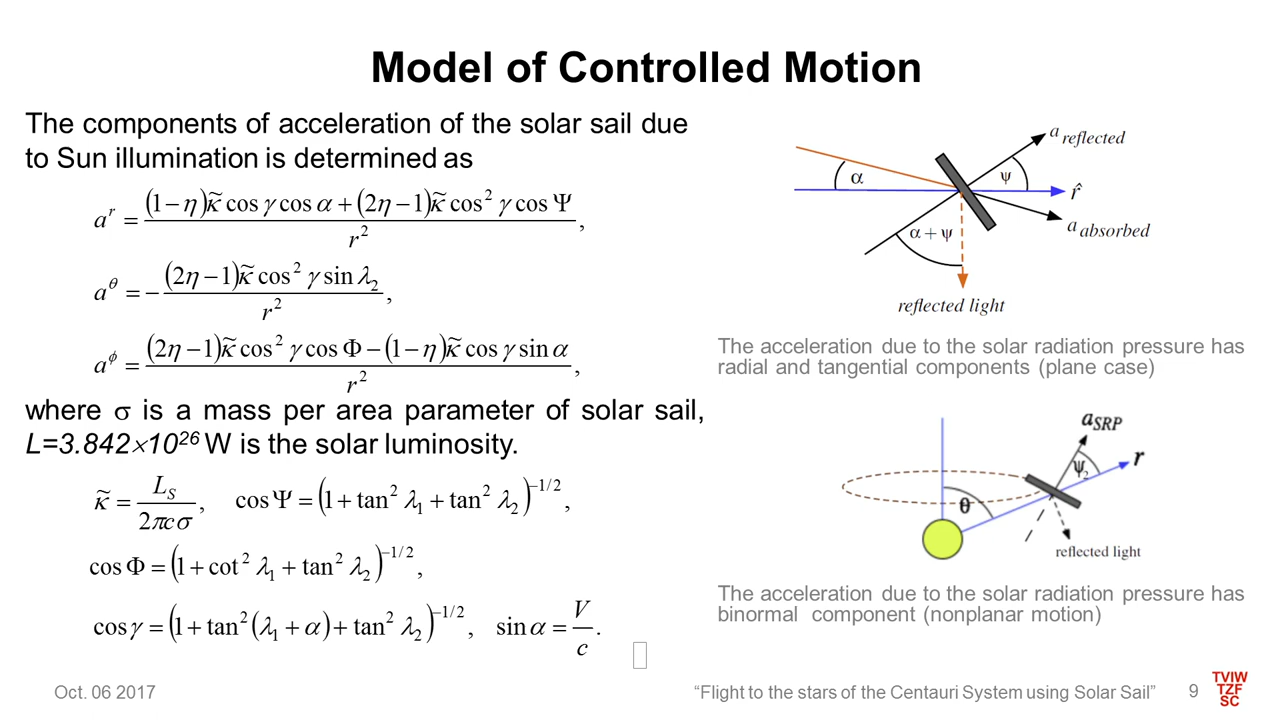 Model of Controlled Motion
The components of acceleration of the solar sail due
to Sun illumination is determined as
a^r = ((1−η)κ̃ cos γ cos α + (2η−1)κ̃ cos² γ cos Ψ) / r² ,
a^θ = − ((2η−1)κ̃ cos² γ sin λ₂) / r² ,
a^ϕ = ((2η−1)κ̃ cos² γ cos Φ − (1−η)κ̃ cos γ sin α) / r² ,
where σ is a mass per area parameter of solar sail,
L=3.842×10²⁶ W is the solar luminosity.
κ̃ = L_S / 2πcσ , cos Ψ = (1 + tan² λ₁ + tan² λ₂)^−1/2 ,
cos Φ = (1 + cot² λ₁ + tan² λ₂)^−1/2 ,
cos γ = (1 + tan²(λ₁ + α) + tan² λ₂)^−1/2 , sin α = V / c .
a reflected
α
ψ
r̂
a absorbed
α + ψ
reflected light
The acceleration due to the solar radiation pressure has
radial and tangential components (plane case)
a_SRP
ψ₂
r
θ
reflected light
The acceleration due to the solar radiation pressure has
binormal component (nonplanar motion)
Oct. 06 2017
“Flight to the stars of the Centauri System using Solar Sail”
9
TVIW
TZF
SC